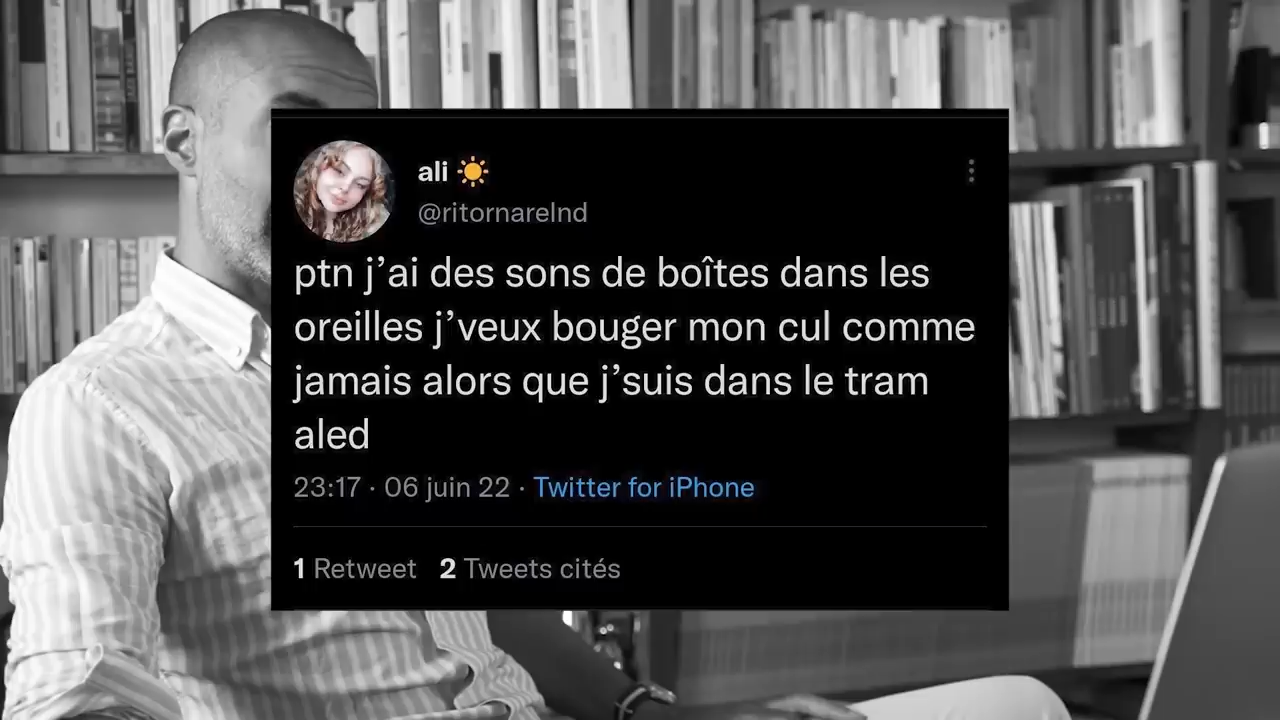 ali ☀️
@ritornarelnd
ptn j’ai des sons de boîtes dans les
oreilles j’veux bouger mon cul comme
jamais alors que j’suis dans le tram
aled
23:17 · 06 juin 22 · Twitter for iPhone
1 Retweet 2 Tweets cités